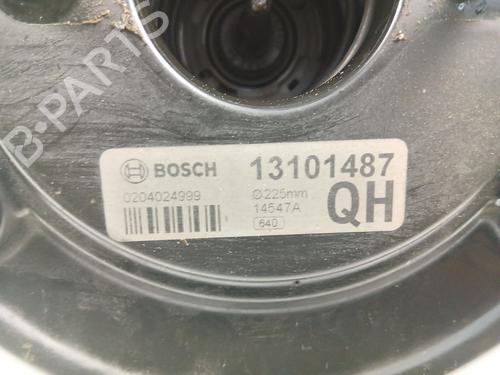 B-PARTS
BOSCH 13101487
0204024999 Ø225mm QH
14547A
640